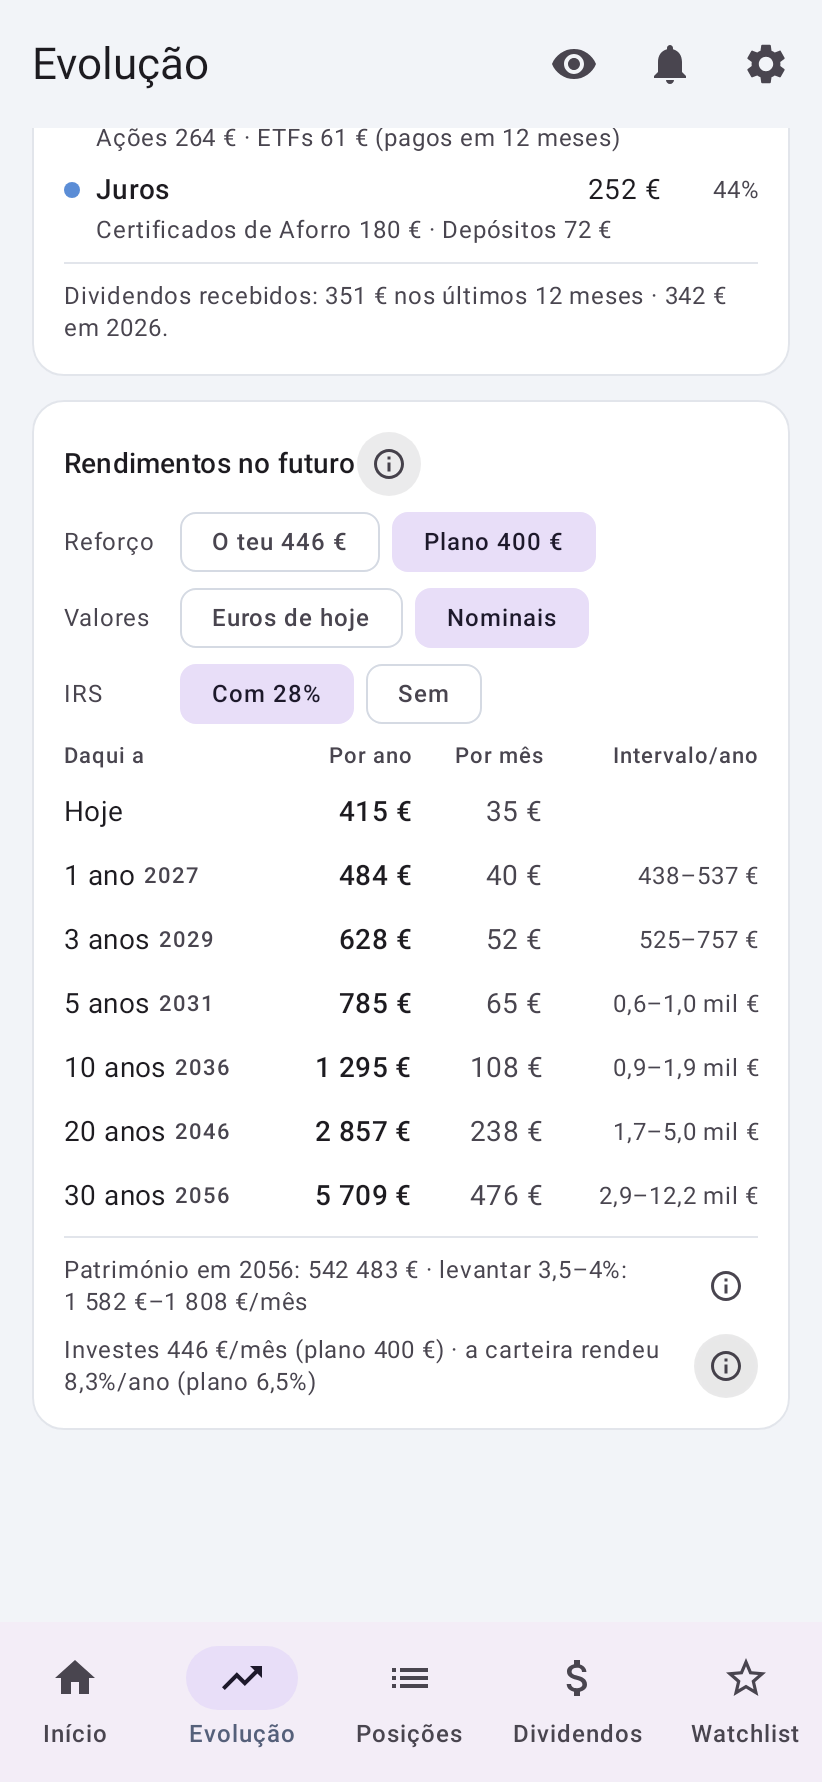 Evolução
Ações 264 € · ETFs 61 € (pagos em 12 meses)
Juros 252 € 44%
Certificados de Aforro 180 € · Depósitos 72 €
Dividendos recebidos: 351 € nos últimos 12 meses · 342 €
em 2026.
Rendimentos no futuro
Reforço O teu 446 € Plano 400 €
Valores Euros de hoje Nominais
IRS Com 28% Sem
Daqui a Por ano Por mês Intervalo/ano
Hoje 415 € 35 €
1 ano 2027 484 € 40 € 438–537 €
3 anos 2029 628 € 52 € 525–757 €
5 anos 2031 785 € 65 € 0,6–1,0 mil €
10 anos 2036 1 295 € 108 € 0,9–1,9 mil €
20 anos 2046 2 857 € 238 € 1,7–5,0 mil €
30 anos 2056 5 709 € 476 € 2,9–12,2 mil €
Património em 2056: 542 483 € · levantar 3,5–4%:
1 582 €–1 808 €/mês
Investes 446 €/mês (plano 400 €) · a carteira rendeu
8,3%/ano (plano 6,5%)
Início Evolução Posições Dividendos Watchlist